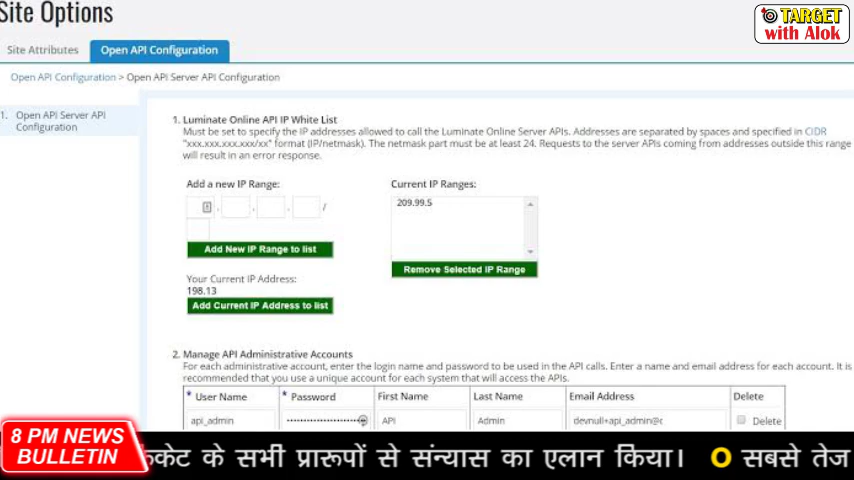 Site Options
TARGET
with Alok
Site Attributes
Open API Configuration
Open API Configuration > Open API Server API Configuration
1. Open API Server API
Configuration
1. Luminate Online API IP White List
Must be set to specify the IP addresses allowed to call the Luminate Online Server APIs. Addresses are separated by spaces and specified in CIDR
"xxx.xxx.xxx.xxx/xx" format (IP/netmask). The netmask part must be at least 24. Requests to the server APIs coming from addresses outside this range
will result in an error response.
Add a new IP Range:
. . . /
Add New IP Range to list
Current IP Ranges:
209.99.5
Remove Selected IP Range
Your Current IP Address:
198.13
Add Current IP Address to list
2. Manage API Administrative Accounts
For each administrative account, enter the login name and password to be used in the API calls. Enter a name and email address for each account. It is
recommended that you use a unique account for each system that will access the APIs.
* User Name * Password First Name Last Name Email Address Delete
api_admin API Admin devnull+api_admin@c Delete
8 PM NEWS
BULLETIN
के सभी प्रारूपों से संन्यास का एलान किया। O सबसे तेज